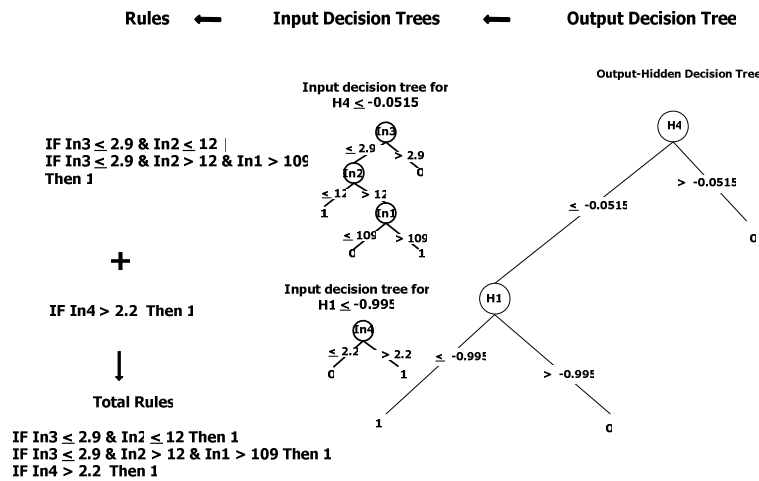 Rules
Input Decision Trees
Output Decision Tree
Output-Hidden Decision Tree
Input decision tree for
H4 ≤ -0.0515
In3
≤ 2.9
> 2.9
In2
0
≤ 12
> 12
1
In1
≤ 109
> 109
0
1
IF In3 ≤ 2.9 & In2 ≤ 12
IF In3 ≤ 2.9 & In2 > 12 & In1 > 109
Then 1
+
IF In4 > 2.2 Then 1
Input decision tree for
H1 ≤ -0.995
In4
≤ 2.2
> 2.2
0
1
H4
≤ -0.0515
> -0.0515
0
H1
≤ -0.995
> -0.995
1
0
Total Rules
IF In3 ≤ 2.9 & In2 ≤ 12 Then 1
IF In3 ≤ 2.9 & In2 > 12 & In1 > 109 Then 1
IF In4 > 2.2 Then 1